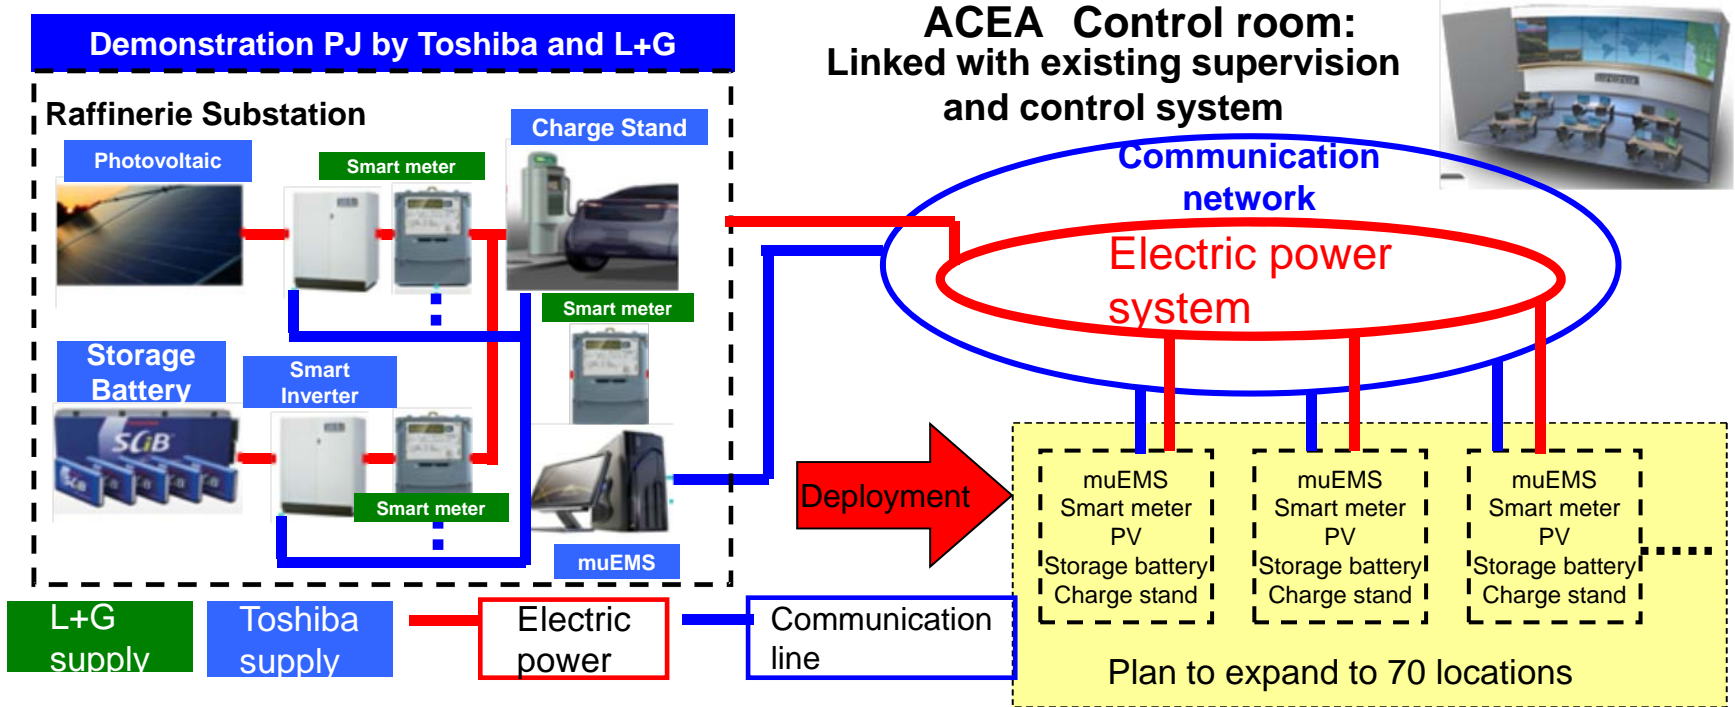 Demonstration PJ by Toshiba and L+G
ACEA Control room:
Linked with existing supervision
and control system
Raffinerie Substation
Photovoltaic
Smart meter
Charge Stand
Smart meter
Storage
Battery
Smart
Inverter
SCiB
Smart meter
muEMS
Communication
network
Electric power
system
Deployment
muEMS
Smart meter
PV
Storage battery
Charge stand
muEMS
Smart meter
PV
Storage battery
Charge stand
muEMS
Smart meter
PV
Storage battery
Charge stand
Plan to expand to 70 locations
L+G
supply
Toshiba
supply
Electric
power
Communication
line